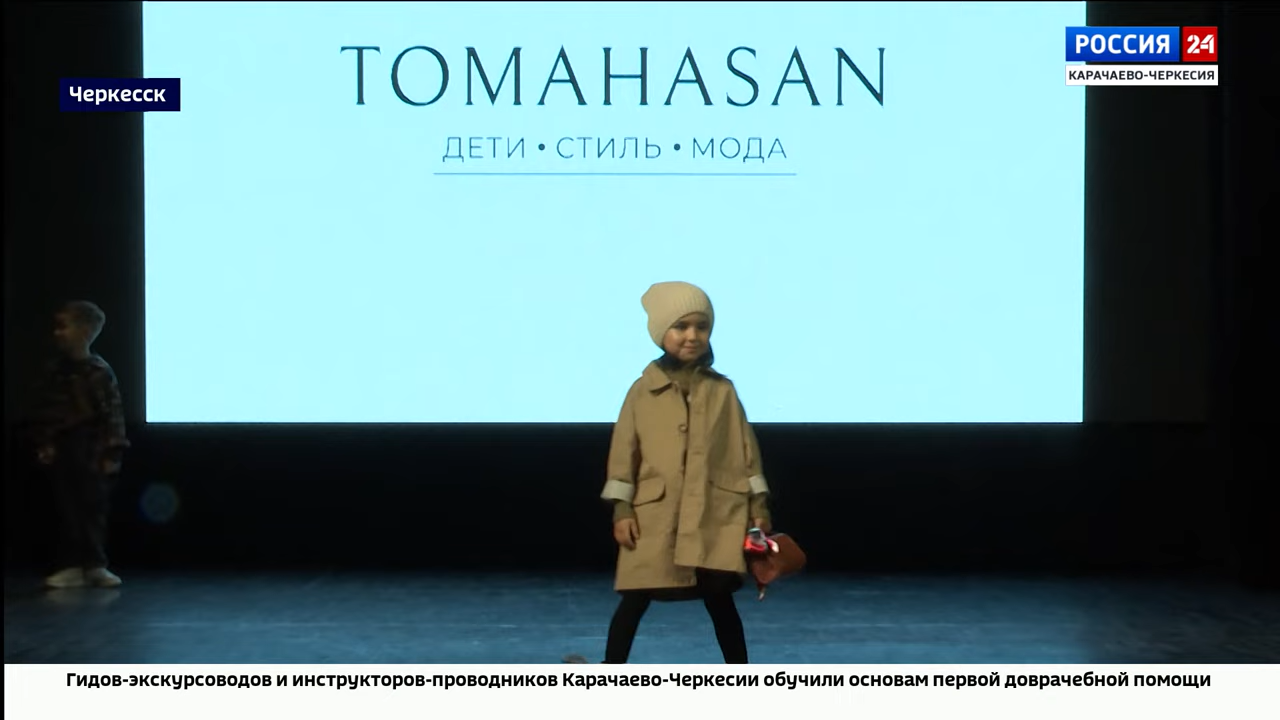 TOMAHASAN
ДЕТИ • СТИЛЬ • МОДА
РОССИЯ 24
КАРАЧАЕВО-ЧЕРКЕСИЯ
Черкесск
Гидов-экскурсоводов и инструкторов-проводников Карачаево-Черкесии обучили основам первой доврачебной помощи